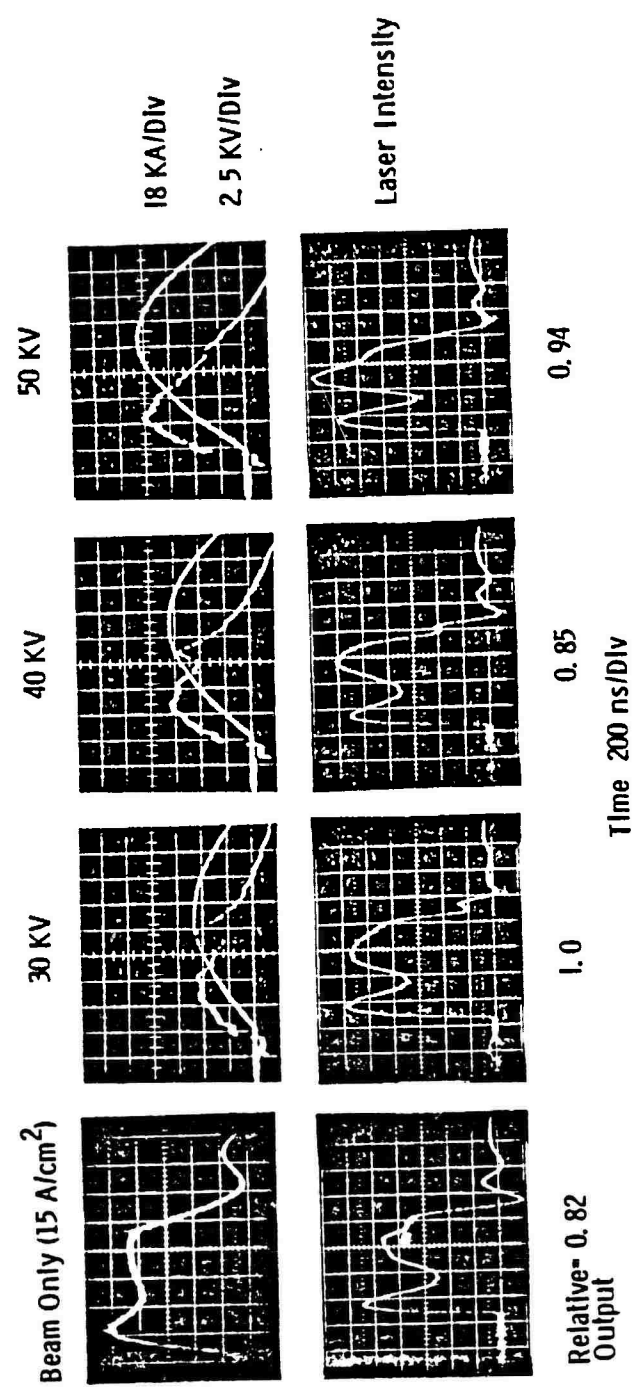 Beam Only (15 A/cm²)
30 KV
40 KV
50 KV
18 KA/Div
2.5 KV/Div
Laser Intensity
Relative= 0.82
Output
1.0
0.85
0.94
Time 200 ns/Div